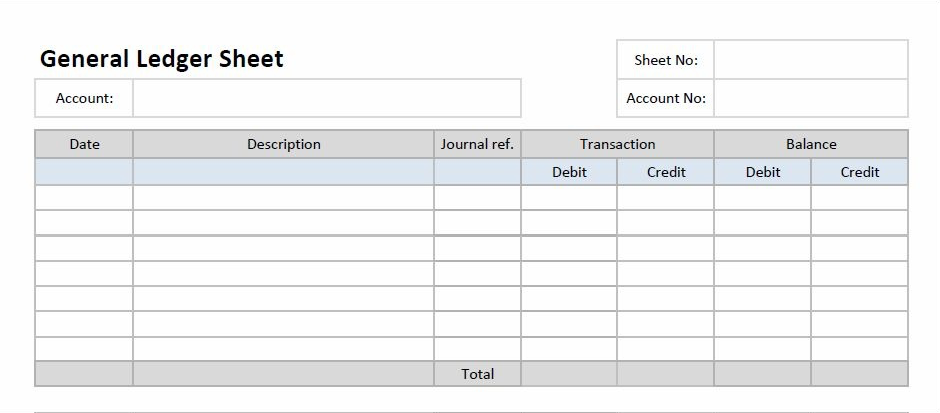 General Ledger Sheet
Sheet No:
Account:
Account No:
Date Description Journal ref. Transaction Balance
Debit Credit Debit Credit
Total